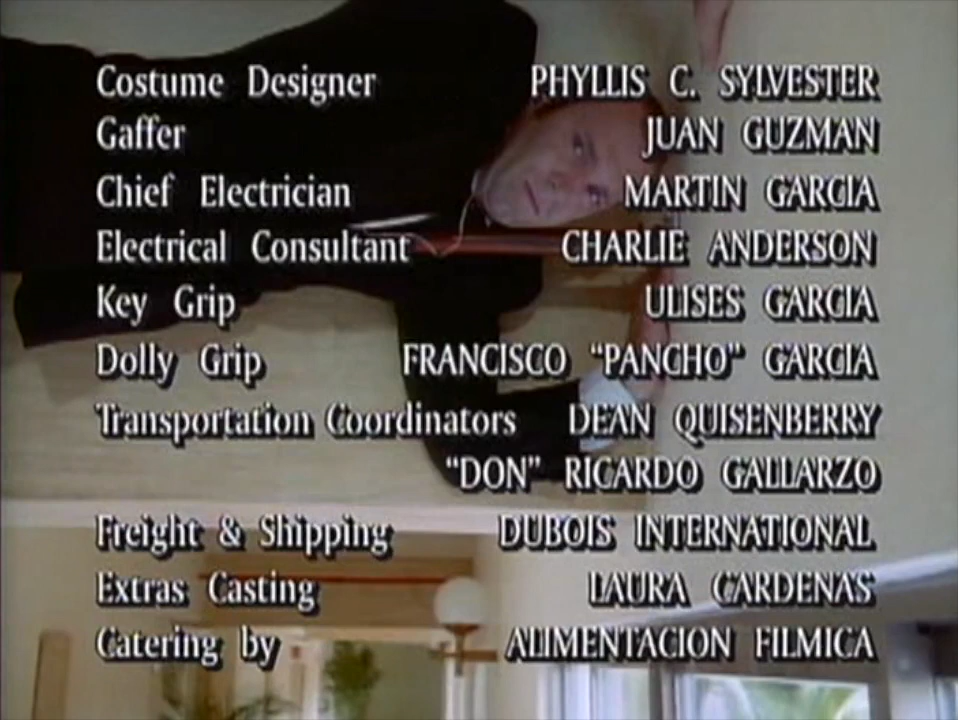 Costume Designer PHYLLIS C. SYLVESTER
Gaffer JUAN GUZMAN
Chief Electrician MARTIN GARCIA
Electrical Consultant CHARLIE ANDERSON
Key Grip ULISES GARCIA
Dolly Grip FRANCISCO “PANCHO” GARCIA
Transportation Coordinators DEAN QUISENBERRY
“DON” RICARDO GALLARZO
Freight & Shipping DUBOIS INTERNATIONAL
Extras Casting LAURA CARDENAS
Catering by ALIMENTACION FILMICA